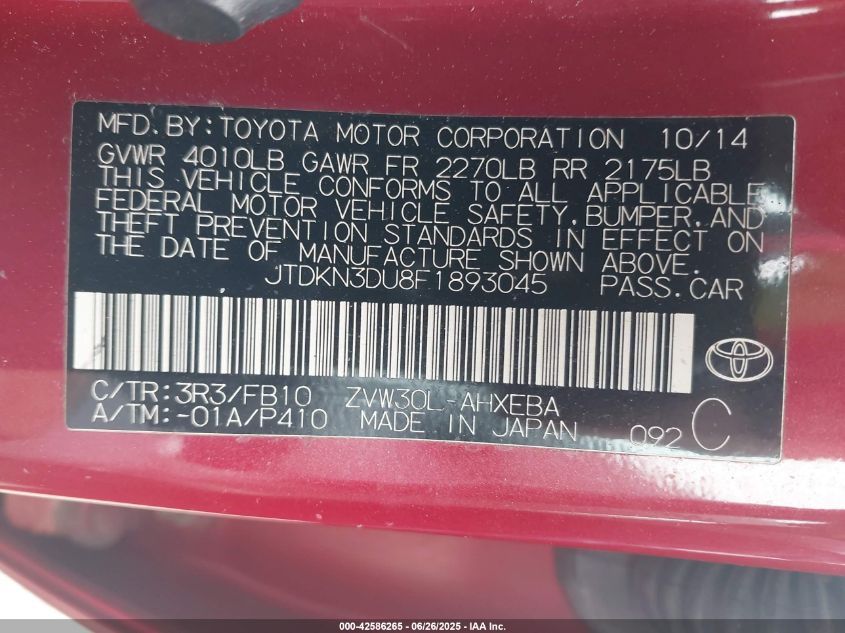 MFD. BY: TOYOTA MOTOR CORPORATION 10/14
GVWR 4010LB GAWR FR 2270LB RR 2175LB
THIS VEHICLE CONFORMS TO ALL APPLICABLE
FEDERAL MOTOR VEHICLE SAFETY, BUMPER, AND
THEFT PREVENTION STANDARDS IN EFFECT ON
THE DATE OF MANUFACTURE SHOWN ABOVE.
JTDKN3DU8F1893045 PASS. CAR
C/TR: 3R3/FB10 ZVW30L-AHXEBA
A/TM: -01A/P410 MADE IN JAPAN 092 C
000-42586265 - 06/26/2025 - IAA Inc.